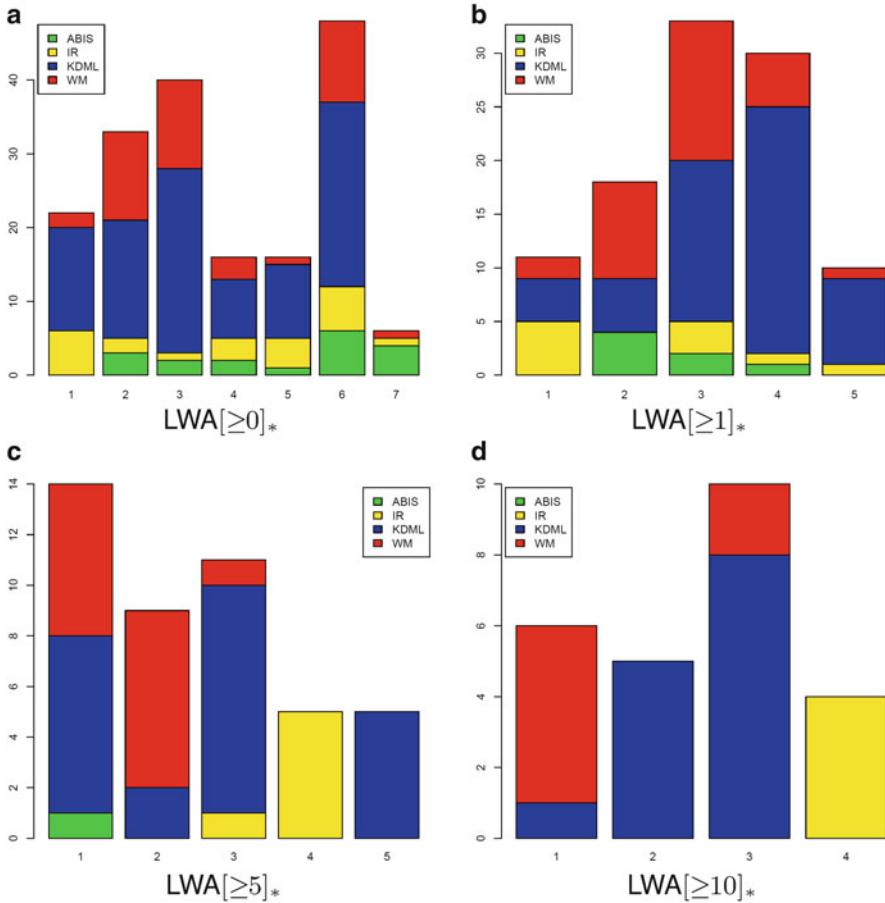 a
ABIS
IR
KDML
WM
0 10 20 30 40
1 2 3 4 5 6 7
LWA[≥0]*
b
ABIS
IR
KDML
WM
0 5 10 15 20 25 30
1 2 3 4 5
LWA[≥1]*
c
ABIS
IR
KDML
WM
0 2 4 6 8 10 12 14
1 2 3 4 5
LWA[≥5]*
d
ABIS
IR
KDML
WM
0 2 4 6 8 10
1 2 3 4
LWA[≥10]*